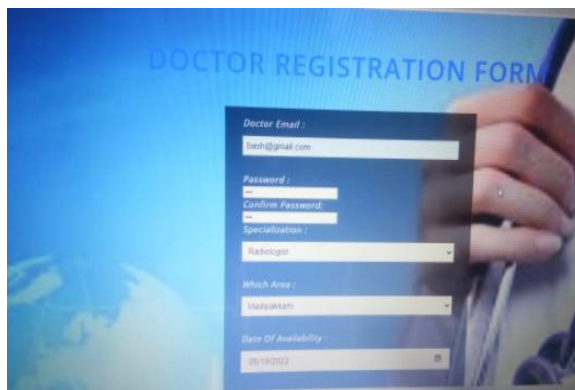 DOCTOR REGISTRATION FORM
Doctor Email :
bash@gmail.com
Password :
Confirm Password:
Specialization :
Radiologist
Which Area :
Madipakkam
Date Of Availability :
05/19/2022